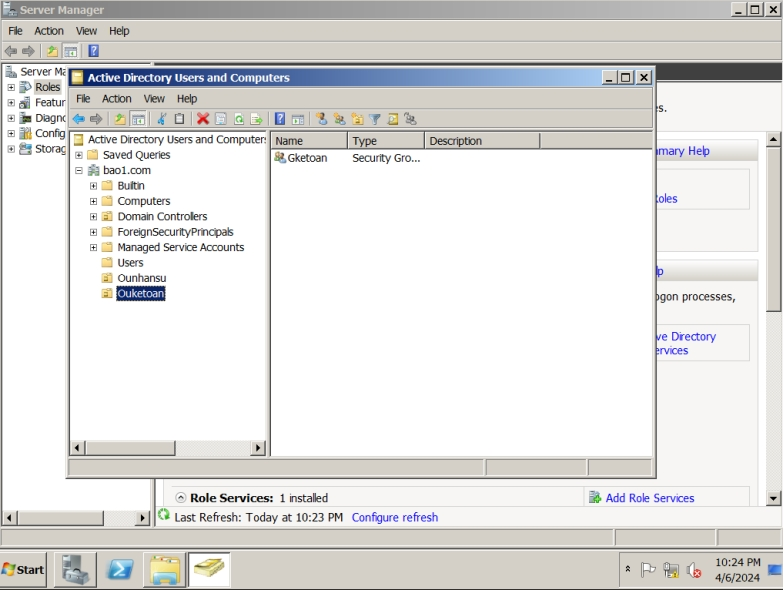 Server Manager
File Action View Help
Server Ma
Roles
Featur
Diagno
Config
Storag
Active Directory Users and Computers
File Action View Help
Active Directory Users and Computers
Saved Queries
bao1.com
Builtin
Computers
Domain Controllers
ForeignSecurityPrincipals
Managed Service Accounts
Users
Ounhansu
Ouketoan
Name Type Description
Gketoan Security Gro...
es.
mary Help
oles
lp
ogon processes,
ve Directory
ervices
Role Services: 1 installed
Add Role Services
Last Refresh: Today at 10:23 PM Configure refresh
Start
10:24 PM
4/6/2024